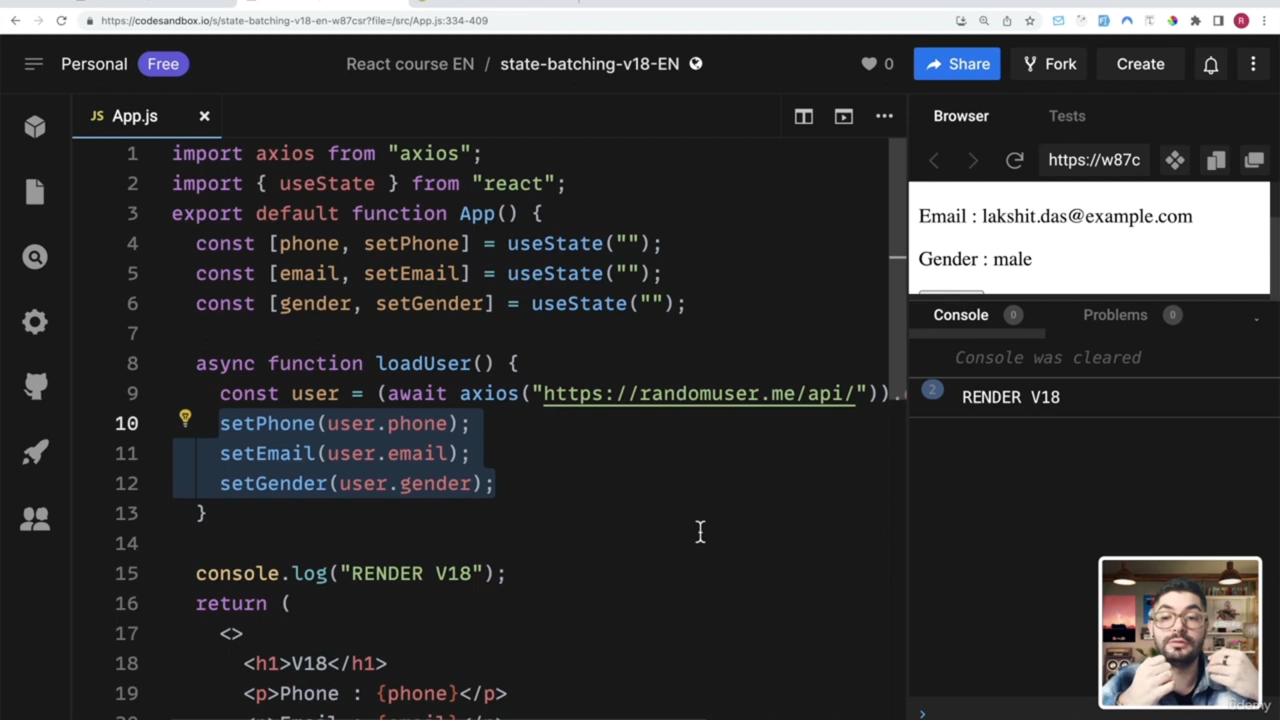 https://codesandbox.io/s/state-batching-v18-en-w87csr?file=/src/App.js:334-409
R
Personal Free React course EN / state-batching-v18-EN 0 Share Fork Create
JS App.js
Browser Tests
https://w87c
1 import axios from "axios";
2 import { useState } from "react";
3 export default function App() {
4 const [phone, setPhone] = useState("");
5 const [email, setEmail] = useState("");
6 const [gender, setGender] = useState("");
7
8 async function loadUser() {
9 const user = (await axios("https://randomuser.me/api/")).
10 setPhone(user.phone);
11 setEmail(user.email);
12 setGender(user.gender);
13 }
14
15 console.log("RENDER V18");
16 return (
17 <>
18 <h1>V18</h1>
19 <p>Phone : {phone}</p>
Email : lakshit.das@example.com
Gender : male
Console 0 Problems 0
Console was cleared
2 RENDER V18
ûdemy